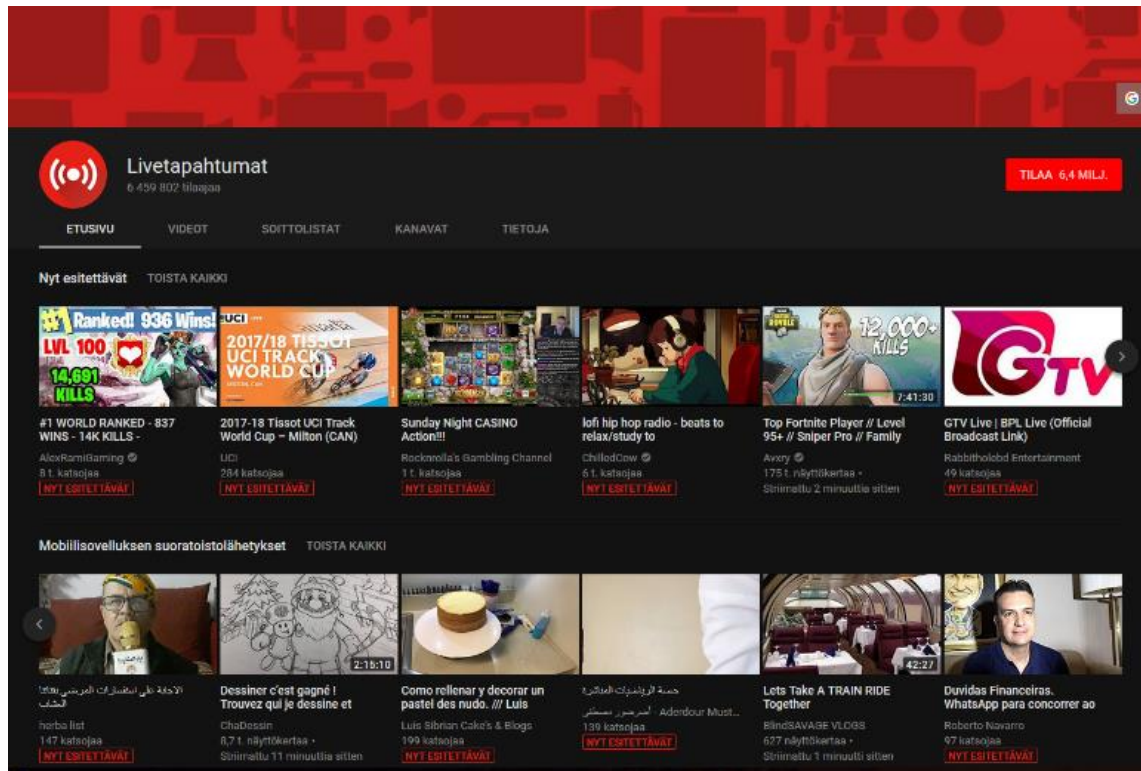 Livetapahtumat
6 459 802 tilaajaa
TILAA 6,4 MILJ.
ETUSIVU VIDEOT SOITTOLISTAT KANAVAT TIETOJA
Nyt esitettävät TOISTA KAIKKI
#1 Ranked! 936 Wins!
LVL 100
14,691
KILLS
UCI
2017/18 TISSOT
UCI TRACK
WORLD CUP
12,000+
KILLS
7:41:30
GTV
#1 WORLD RANKED - 837
WINS - 14K KILLS -
AlexRamiGaming
8 t. katsojaa
NYT ESITETTÄVÄT
2017-18 Tissot UCI Track
World Cup – Milton (CAN)
UCI
284 katsojaa
NYT ESITETTÄVÄT
Sunday Night CASINO
Action!!!
Rocknrolla's Gambling Channel
1 t. katsojaa
NYT ESITETTÄVÄT
lofi hip hop radio - beats to
relax/study to
ChilledCow
6 t. katsojaa
NYT ESITETTÄVÄT
Top Fortnite Player // Level
95+ // Sniper Pro // Family
Avxry
175 t. näyttökertaa •
Striimattu 2 minuuttia sitten
GTV Live | BPL Live (Official
Broadcast Link)
Rabbitholebd Entertainment
49 katsojaa
NYT ESITETTÄVÄT
Mobiilisovelluksen suoratoistolähetykset TOISTA KAIKKI
2:15:10
42:27
الاجابة على استفسارات المرضى
herba list
147 katsojaa
NYT ESITETTÄVÄT
Dessiner c'est gagné !
Trouvez qui je dessine et
ChaDessin
8,7 t. näyttökertaa •
Striimattu 11 minuuttia sitten
Como rellenar y decorar un
pastel des nudo. /// Luis
Luis Sibrian Cake's & Blogs
199 katsojaa
NYT ESITETTÄVÄT
Aderdour Must...
139 katsojaa
NYT ESITETTÄVÄT
Lets Take A TRAIN RIDE
Together
BlindSAVAGE VLOGS
627 näyttökertaa •
Striimattu 1 minuutti sitten
Duvidas Financeiras.
WhatsApp para concorrer ao
Roberto Navarro
97 katsojaa
NYT ESITETTÄVÄT